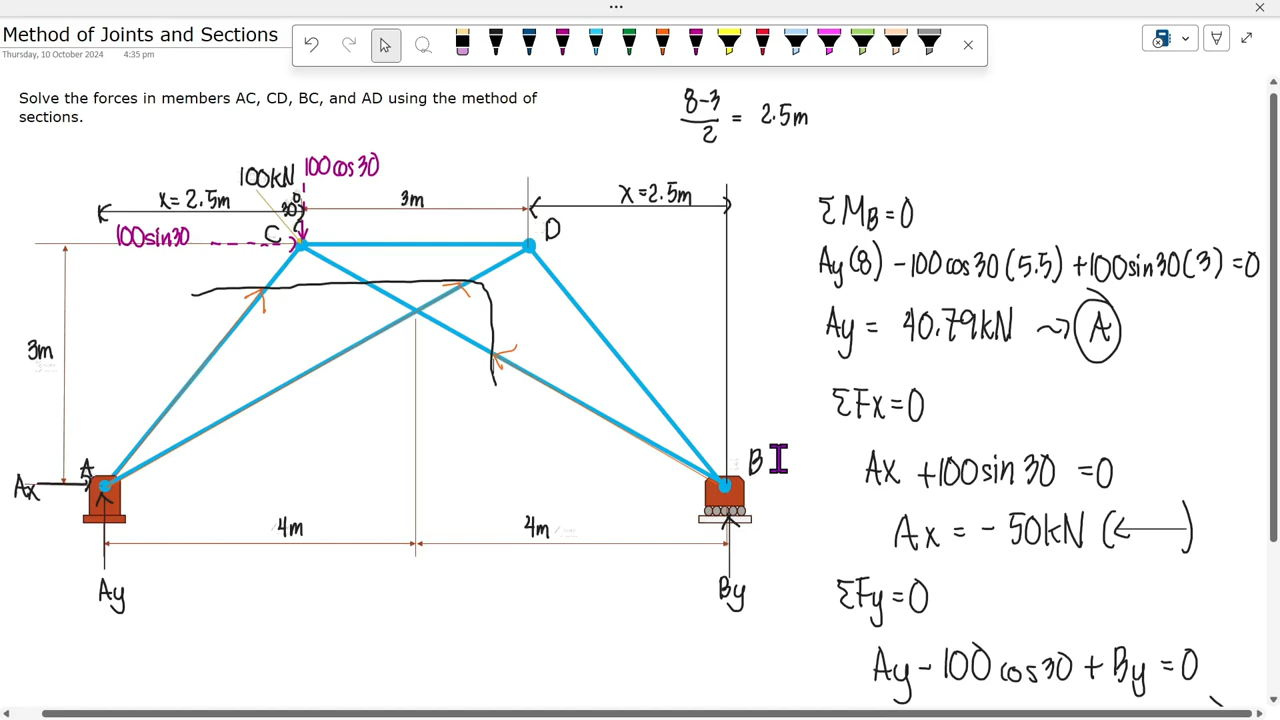 Method of Joints and Sections
Thursday, 10 October 2024 4:35 pm
Solve the forces in members AC, CD, BC, and AD using the method of
sections.
8-3
2
= 2.5m
100kN
100cos30
x = 2.5m
30°
3m
x = 2.5m
100sin30
C
D
3m
A
Ax
B
4m
4m
Ay
By
ΣMB=0
Ay(8) -100cos30(5.5) +100sin30(3) =0
Ay = 40.79kN ~> A
ΣFx=0
Ax +100sin30 =0
Ax = - 50kN (←)
ΣFy=0
Ay - 100cos30 + By = 0